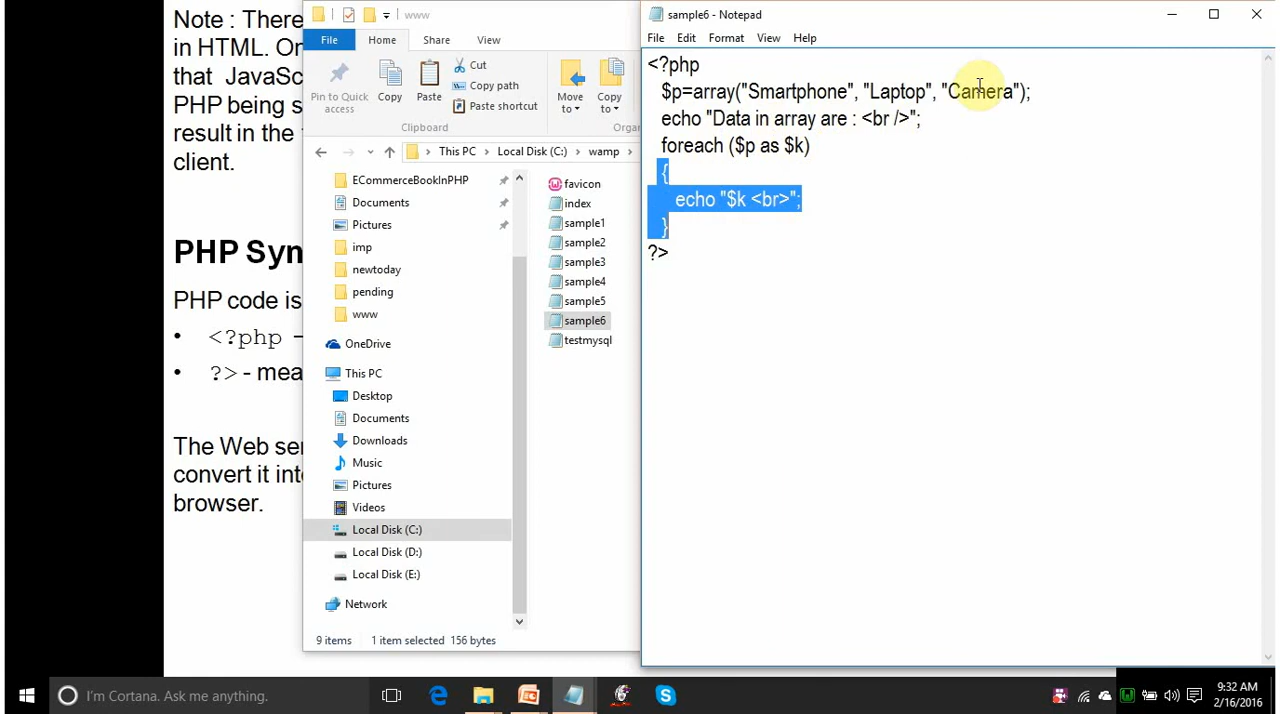 Note : There
in HTML. Or
that JavaSc
PHP being s
result in the
client.
PHP Syn
PHP code is
• <?php
• ?> - mea
The Web ser
convert it int
browser.
www
File
Home
Share
View
Pin to Quick
access
Copy
Paste
Cut
Copy path
Paste shortcut
Clipboard
Move
to
Copy
to
Organ
This PC
Local Disk (C:)
wamp
ECommerceBookInPHP
Documents
Pictures
imp
newtoday
pending
www
OneDrive
This PC
Desktop
Documents
Downloads
Music
Pictures
Videos
Local Disk (C:)
Local Disk (D:)
Local Disk (E:)
Network
favicon
index
sample1
sample2
sample3
sample4
sample5
sample6
testmysql
9 items 1 item selected 156 bytes
sample6 - Notepad
File Edit Format View Help
<?php
$p=array("Smartphone", "Laptop", "Camera");
echo "Data in array are : <br />";
foreach ($p as $k)
{
echo "$k <br>";
}
?>
I'm Cortana. Ask me anything.
9:32 AM
2/16/2016